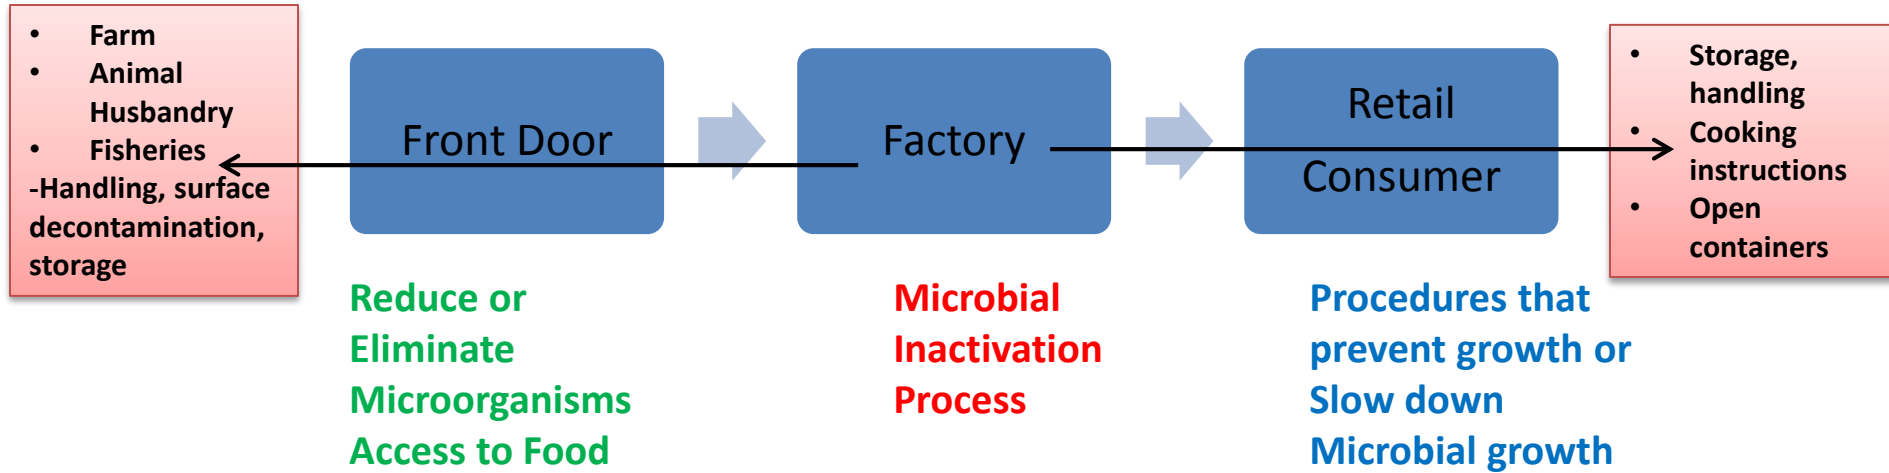 • Farm
• Animal
Husbandry
• Fisheries
-Handling, surface
decontamination,
storage
Front Door
Reduce or
Eliminate
Microorganisms
Access to Food
Factory
Microbial
Inactivation
Process
Retail
Consumer
Procedures that
prevent growth or
Slow down
Microbial growth
• Storage,
handling
• Cooking
instructions
• Open
containers